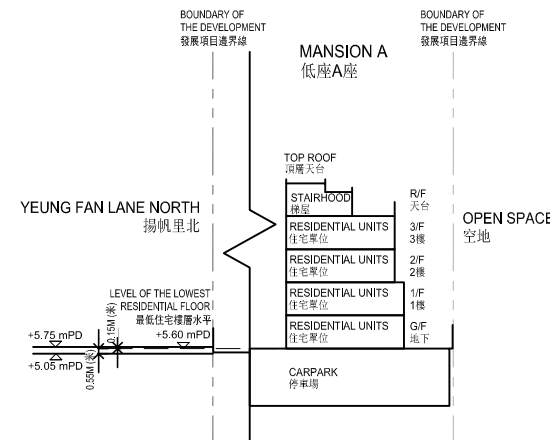 BOUNDARY OF
THE DEVELOPMENT
發展項目邊界線
BOUNDARY OF
THE DEVELOPMENT
發展項目邊界線
MANSION A
低座A座
TOP ROOF
頂層天台
STAIRHOOD
梯屋
R/F
天台
YEUNG FAN LANE NORTH
揚帆里北
OPEN SPACE
空地
RESIDENTIAL UNITS
住宅單位
3/F
3樓
RESIDENTIAL UNITS
住宅單位
2/F
2樓
RESIDENTIAL UNITS
住宅單位
1/F
1樓
RESIDENTIAL UNITS
住宅單位
G/F
地下
LEVEL OF THE LOWEST
RESIDENTIAL FLOOR
最低住宅樓層水平
+5.75 mPD
0.15M (米)
+5.60 mPD
+5.05 mPD
0.55M (米)
CARPARK
停車場